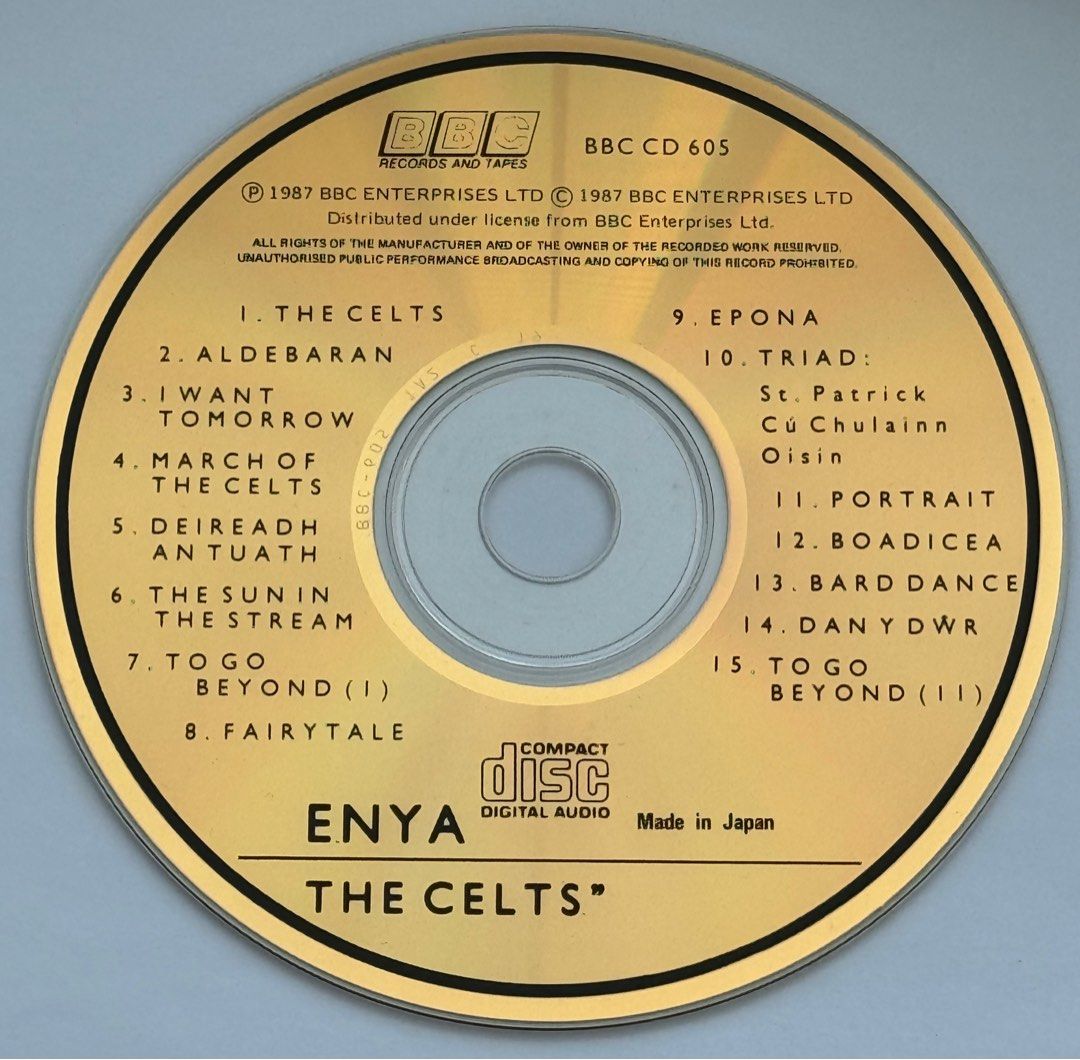 BBC
RECORDS AND TAPES
BBC CD 605
Ⓟ 1987 BBC ENTERPRISES LTD © 1987 BBC ENTERPRISES LTD
Distributed under license from BBC Enterprises Ltd.
ALL RIGHTS OF THE MANUFACTURER AND OF THE OWNER OF THE RECORDED WORK RESERVED.
UNAUTHORISED PUBLIC PERFORMANCE BROADCASTING AND COPYING OF THIS RECORD PROHIBITED.
1. THE CELTS
2. ALDEBARAN
3. I WANT
TOMORROW
4. MARCH OF
THE CELTS
5. DEIREADH
AN TUATH
6. THE SUN IN
THE STREAM
7. TO GO
BEYOND (I)
8. FAIRYTALE
9. EPONA
10. TRIAD:
St. Patrick
Cú Chulainn
Oisin
11. PORTRAIT
12. BOADICEA
13. BARD DANCE
14. DAN Y DŴR
15. TO GO
BEYOND (II)
BBC-605
COMPACT
disc
DIGITAL AUDIO
Made in Japan
ENYA
THE CELTS”